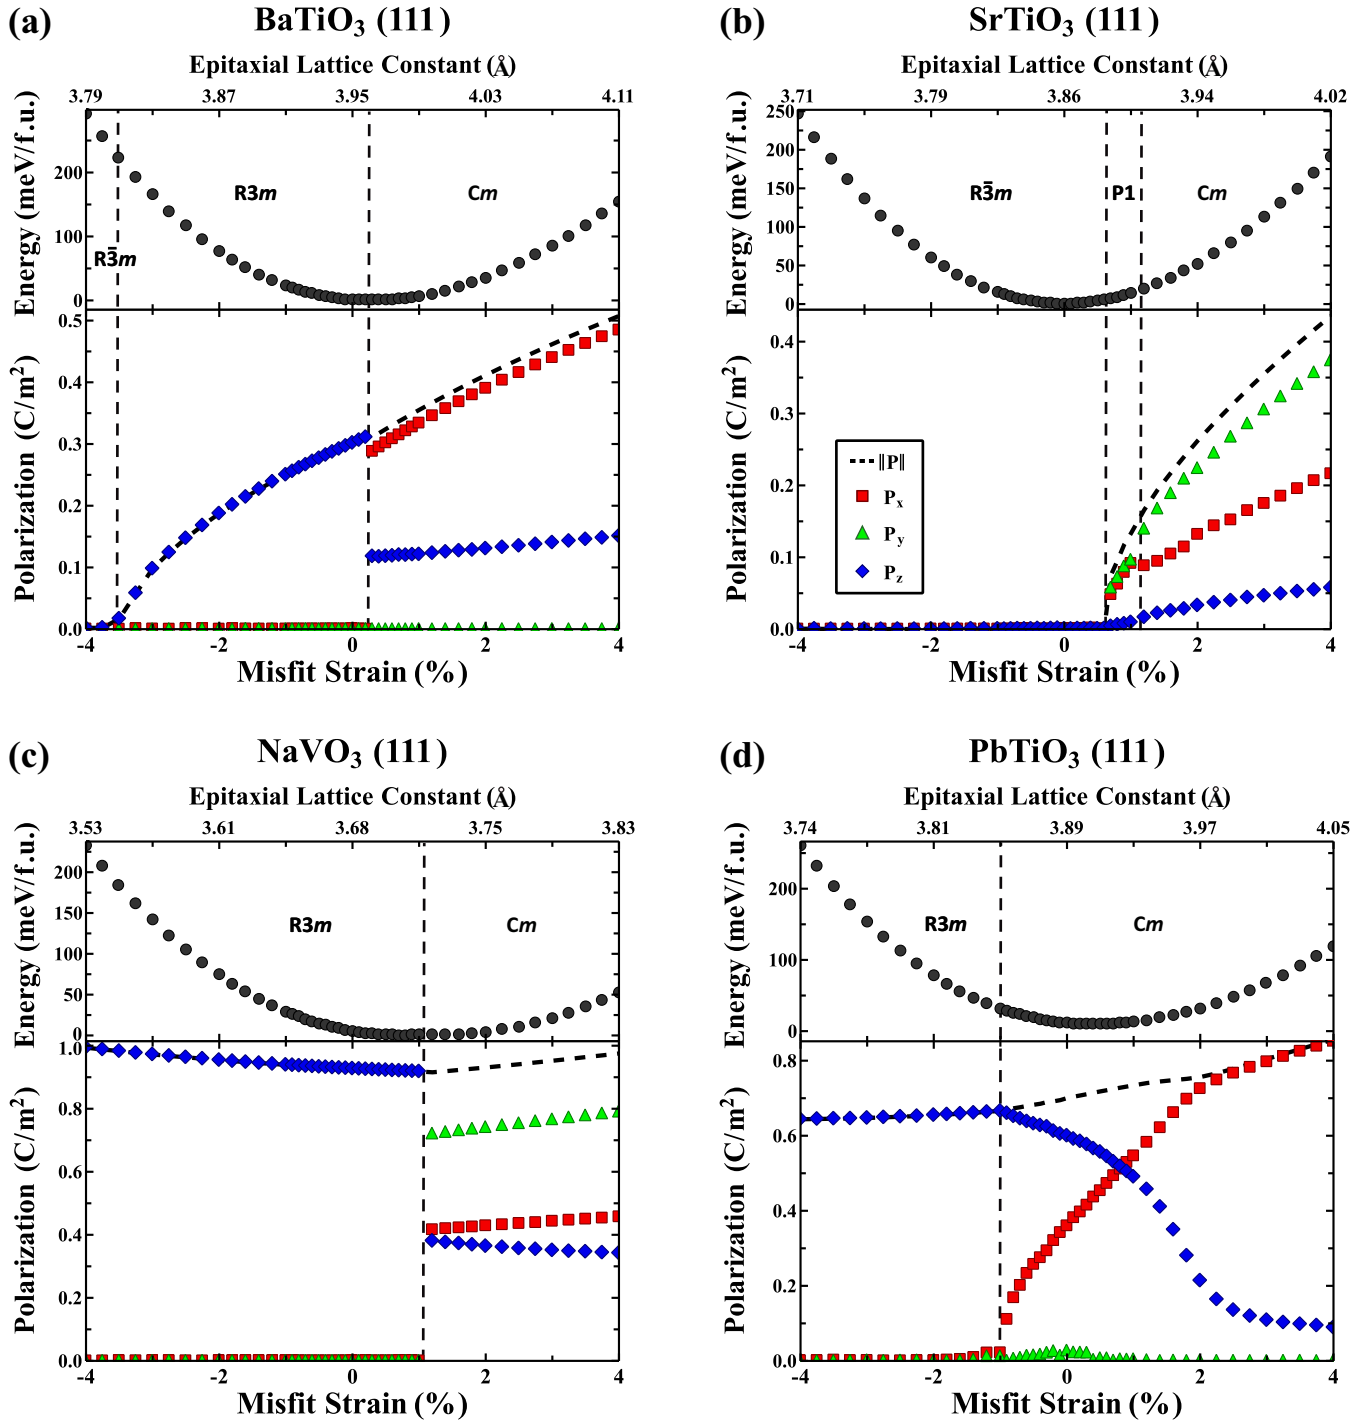 (a) BaTiO₃ (111)
Epitaxial Lattice Constant (Å)
3.79 3.87 3.95 4.03 4.11
Energy (meV/f.u.)
200
100
0
R3̄m
R3m
Cm
Polarization (C/m²)
0.5
0.4
0.3
0.2
0.1
0.0
-4 -2 0 2 4
Misfit Strain (%)
(b) SrTiO₃ (111)
Epitaxial Lattice Constant (Å)
3.71 3.79 3.86 3.94 4.02
Energy (meV/f.u.)
250
200
150
100
50
0
R3̄m
P1
Cm
Polarization (C/m²)
0.4
0.3
0.2
0.1
0.0
||P||
Pₓ
Pᵧ
P_z
-4 -2 0 2 4
Misfit Strain (%)
(c) NaVO₃ (111)
Epitaxial Lattice Constant (Å)
3.53 3.61 3.68 3.75 3.83
Energy (meV/f.u.)
200
150
100
50
0
R3m
Cm
Polarization (C/m²)
1.0
0.8
0.6
0.4
0.2
0.0
-4 -2 0 2 4
Misfit Strain (%)
(d) PbTiO₃ (111)
Epitaxial Lattice Constant (Å)
3.74 3.81 3.89 3.97 4.05
Energy (meV/f.u.)
200
100
0
R3m
Cm
Polarization (C/m²)
0.8
0.6
0.4
0.2
0.0
-4 -2 0 2 4
Misfit Strain (%)